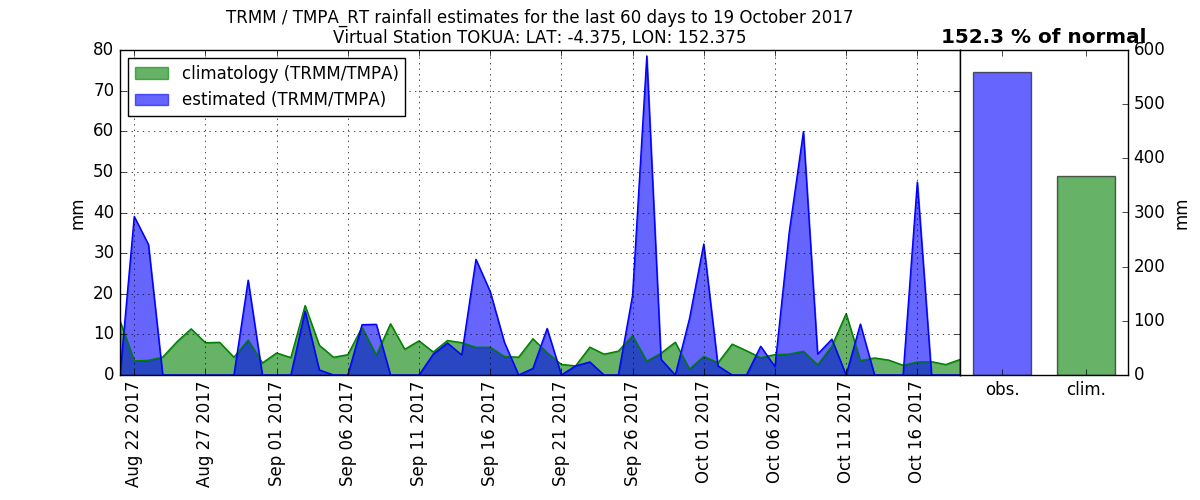 TRMM / TMPA_RT rainfall estimates for the last 60 days to 19 October 2017
Virtual Station TOKUA: LAT: -4.375, LON: 152.375
152.3 % of normal
climatology (TRMM/TMPA)
estimated (TRMM/TMPA)
80
70
60
50
40
30
20
10
0
mm
Aug 22 2017
Aug 27 2017
Sep 01 2017
Sep 06 2017
Sep 11 2017
Sep 16 2017
Sep 21 2017
Sep 26 2017
Oct 01 2017
Oct 06 2017
Oct 11 2017
Oct 16 2017
obs.
clim.
600
500
400
300
200
100
0
mm